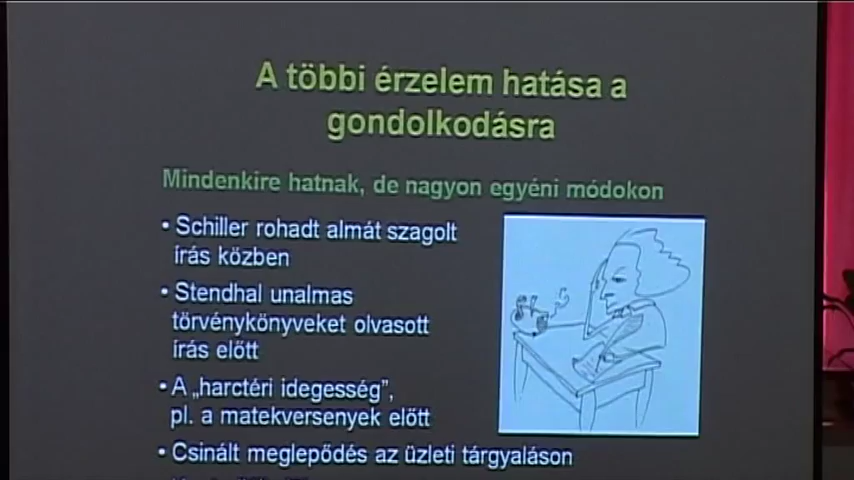 A többi érzelem hatása a
gondolkodásra
Mindenkire hatnak, de nagyon egyéni módokon
• Schiller rohadt almát szagolt
írás közben
• Stendhal unalmas
törvénykönyveket olvasott
írás előtt
• A „harctéri idegesség”,
pl. a matekversenyek előtt
• Csinált meglepődés az üzleti tárgyaláson